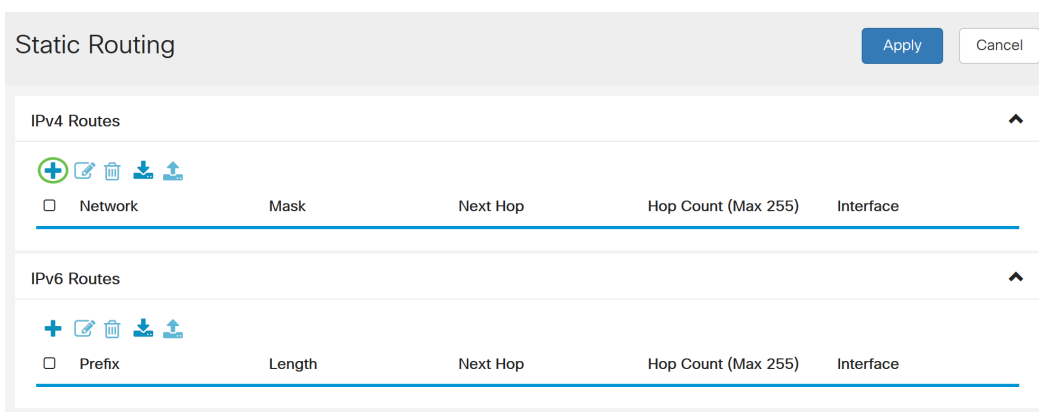 Static Routing
Apply
Cancel
IPv4 Routes
Network Mask Next Hop Hop Count (Max 255) Interface
IPv6 Routes
Prefix Length Next Hop Hop Count (Max 255) Interface